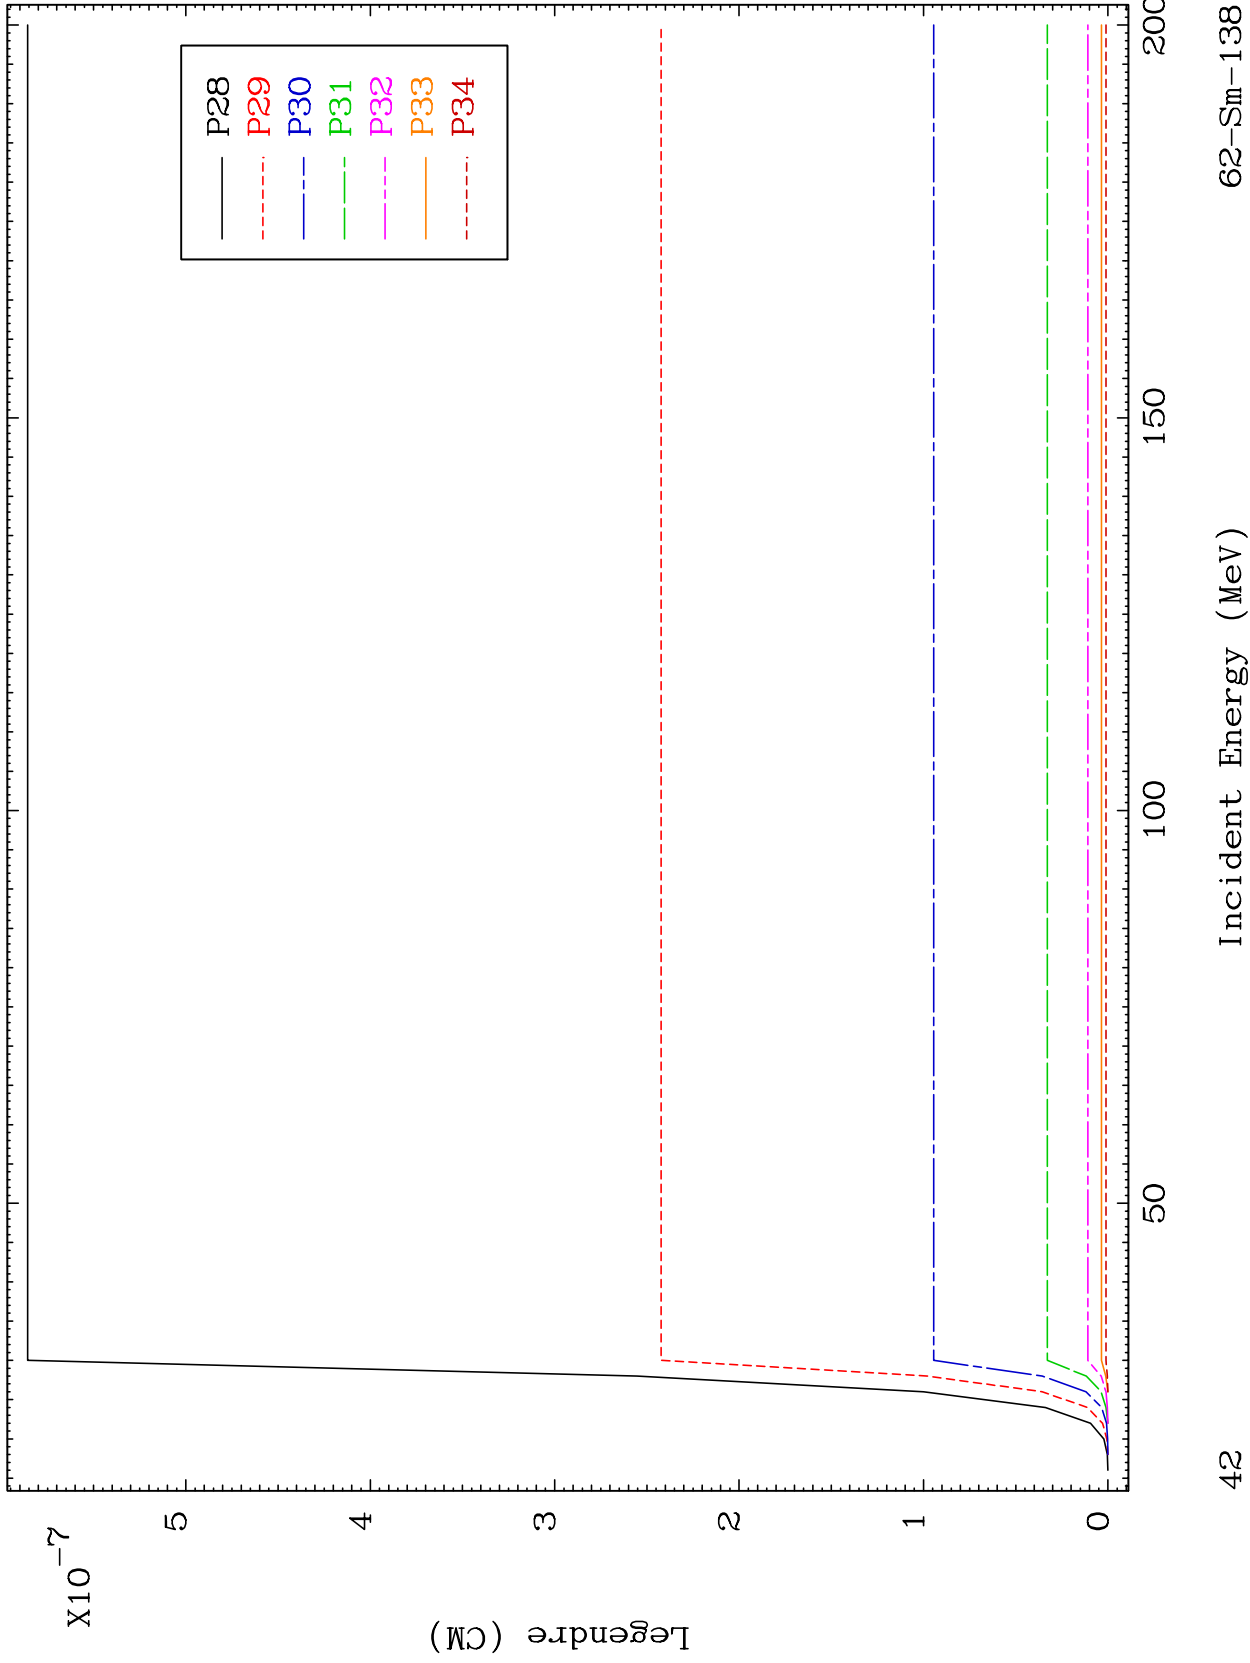 X10
-7
5
4
3
2
1
0
Legendre (CM)
P28
P29
P30
P31
P32
P33
P34
50
100
150
200
42
Incident Energy (MeV)
62-Sm-138